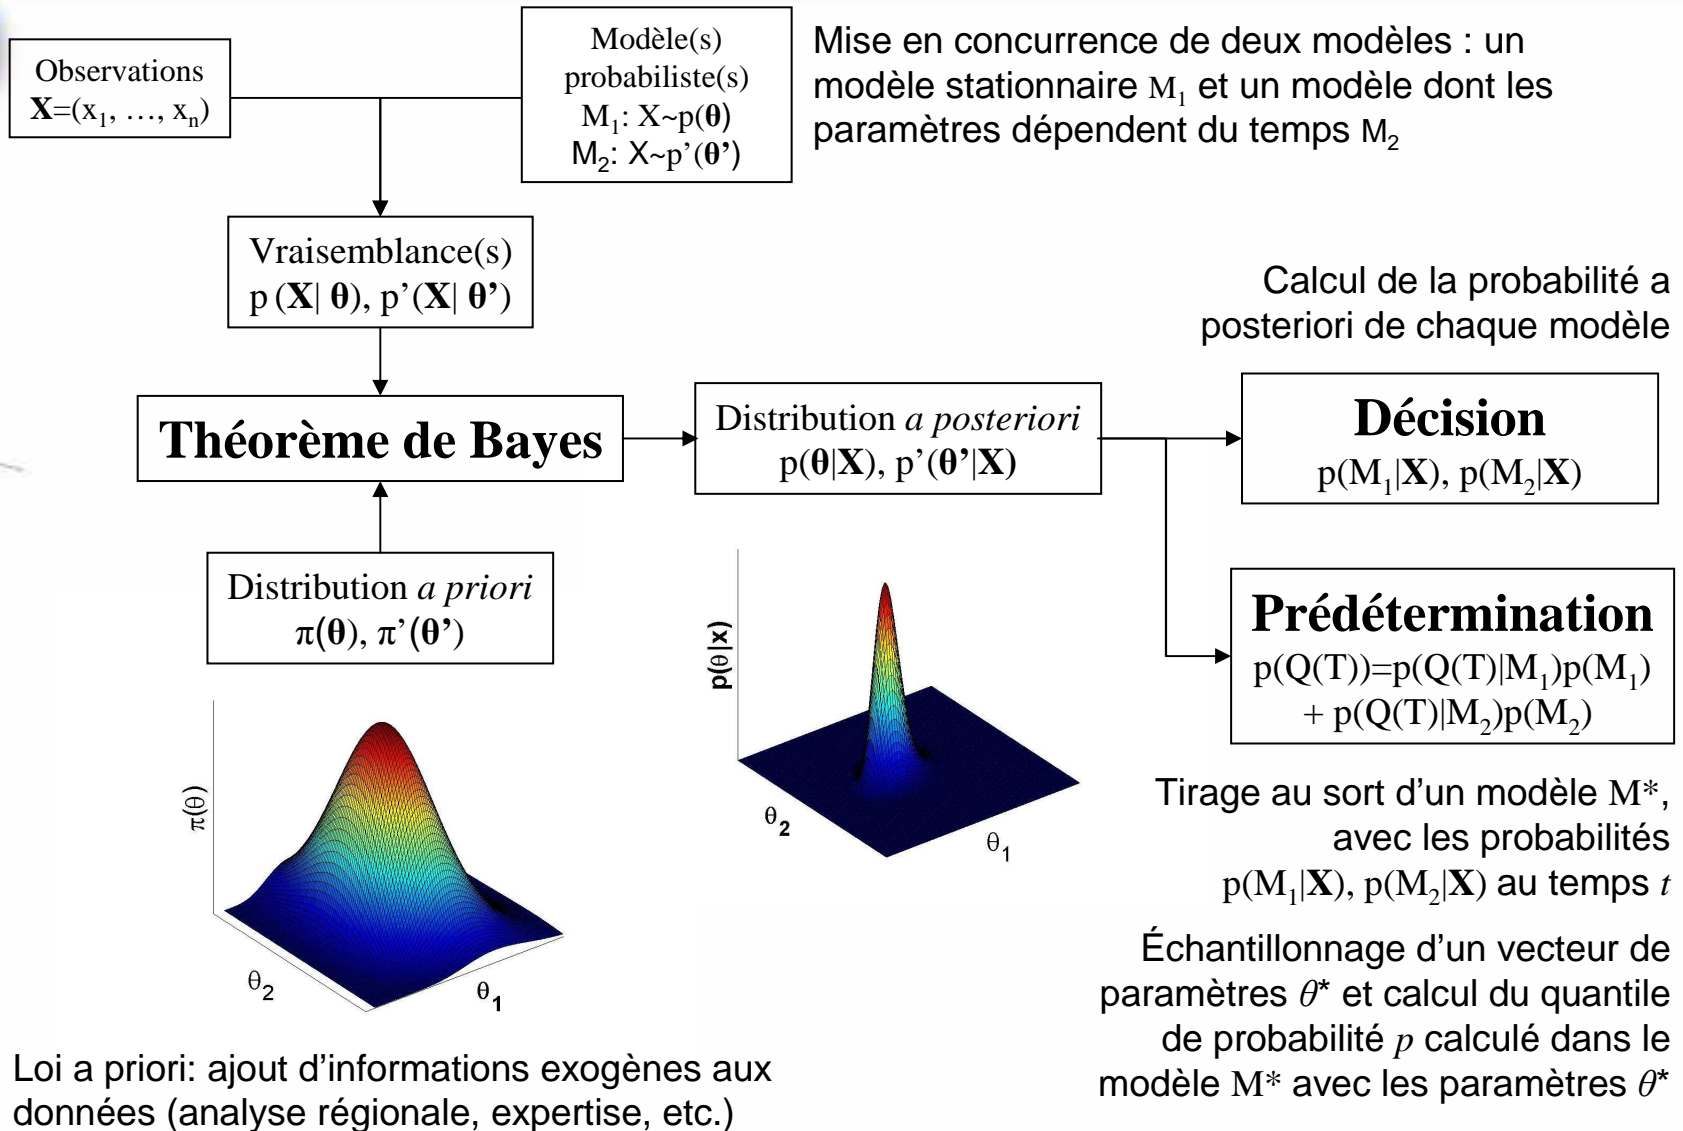 Observations
X=(x1, …, xn)
Modèle(s)
probabiliste(s)
M1: X~p(θ)
M2: X~p’(θ’)
Mise en concurrence de deux modèles : un
modèle stationnaire M1 et un modèle dont les
paramètres dépendent du temps M2
Vraisemblance(s)
p (X| θ), p’(X| θ’)
Calcul de la probabilité a
posteriori de chaque modèle
Théorème de Bayes
Distribution a posteriori
p(θ|X), p’(θ’|X)
Décision
p(M1|X), p(M2|X)
Distribution a priori
π(θ), π’(θ’)
Prédétermination
p(Q(T))=p(Q(T)|M1)p(M1)
+ p(Q(T)|M2)p(M2)
p(θ|x)
θ2
θ1
π(θ)
θ2
θ1
Tirage au sort d’un modèle M*,
avec les probabilités
p(M1|X), p(M2|X) au temps t
Échantillonnage d’un vecteur de
paramètres θ* et calcul du quantile
de probabilité p calculé dans le
modèle M* avec les paramètres θ*
Loi a priori: ajout d’informations exogènes aux
données (analyse régionale, expertise, etc.)